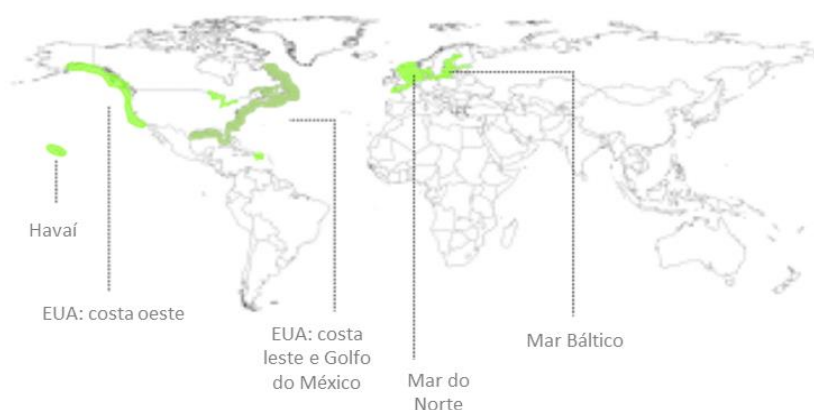 Havaí
EUA: costa oeste
EUA: costa
leste e Golfo
do México
Mar do
Norte
Mar Báltico